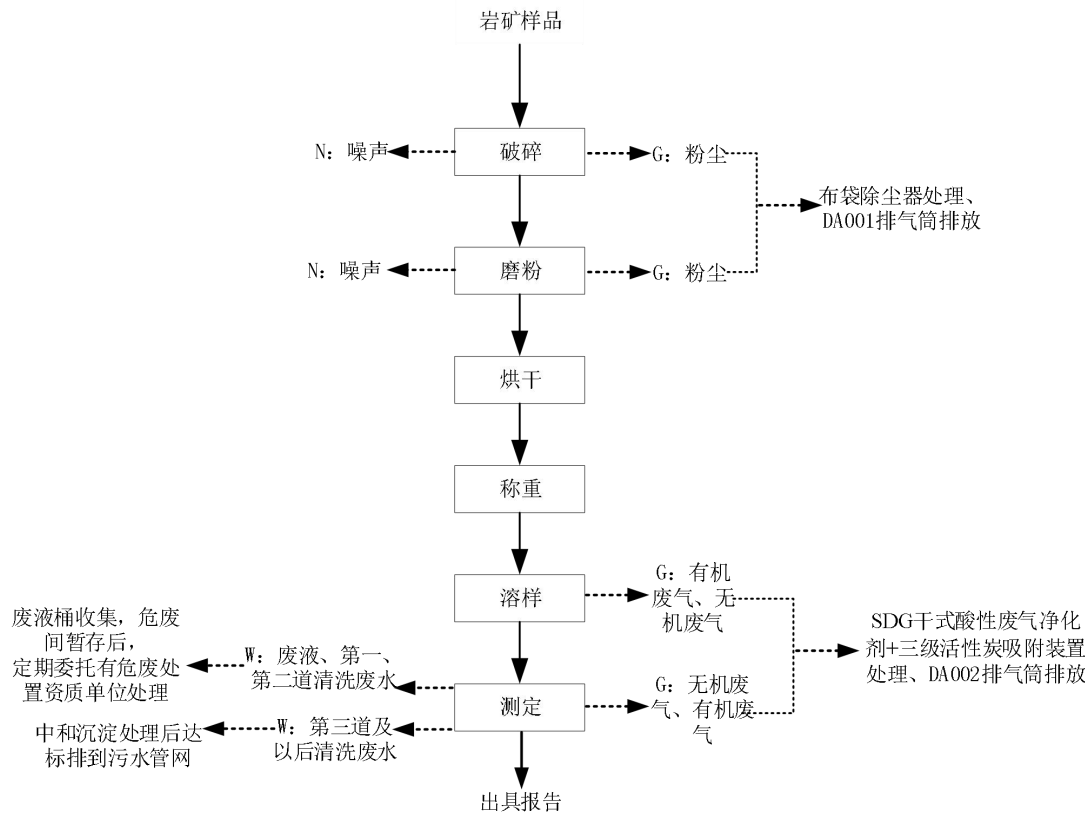 岩矿样品
N：噪声
破碎
G：粉尘
布袋除尘器处理、
DA001排气筒排放
N：噪声
磨粉
G：粉尘
烘干
称重
溶样
G：有机
废气、无
机废气
SDG干式酸性废气净化
剂+三级活性炭吸附装置
处理、DA002排气筒排放
废液桶收集，危废
间暂存后，
定期委托有危废处
置资质单位处理
W：废液、第一、
第二道清洗废水
测定
G：无机废
气、有机废
气
中和沉淀处理后达
标排到污水管网
W：第三道及
以后清洗废水
出具报告